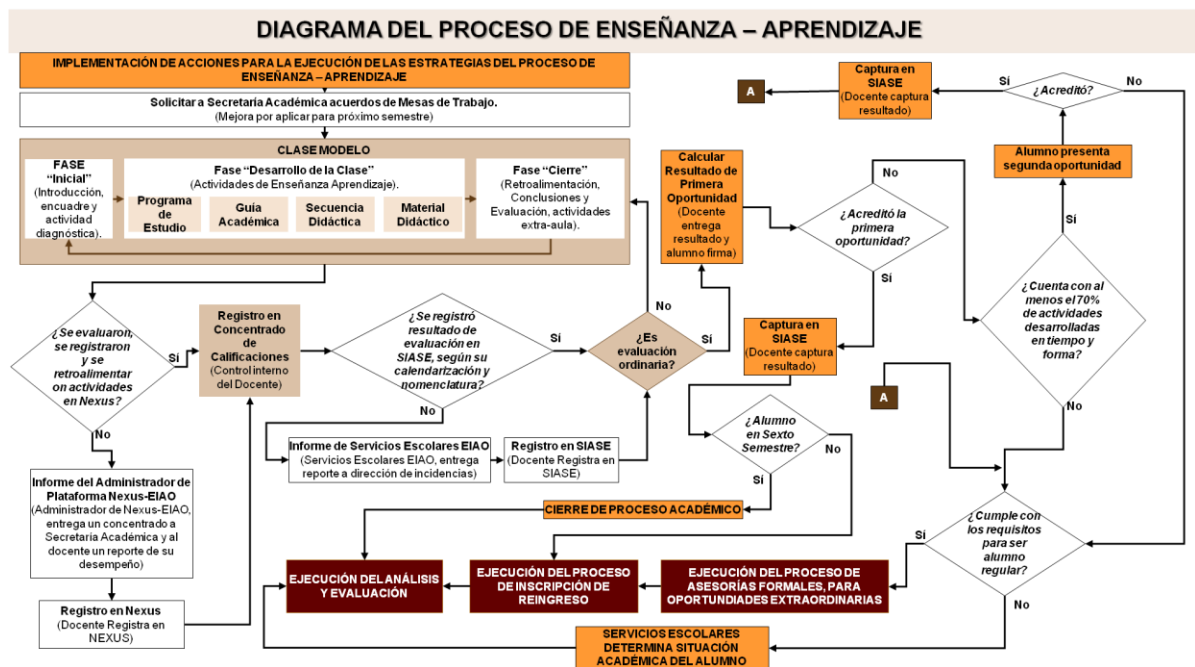 DIAGRAMA DEL PROCESO DE ENSEÑANZA – APRENDIZAJE
IMPLEMENTACIÓN DE ACCIONES PARA LA EJECUCIÓN DE LAS ESTRATEGIAS DEL PROCESO DE
ENSEÑANZA – APRENDIZAJE
Solicitar a Secretaría Académica acuerdos de Mesas de Trabajo.
(Mejora por aplicar para próximo semestre)
CLASE MODELO
FASE
“Inicial”
(Introducción,
encuadre y
actividad
diagnóstica).
Fase “Desarrollo de la Clase”
(Actividades de Enseñanza Aprendizaje).
Programa
de
Estudio
Guía
Académica
Secuencia
Didáctica
Material
Didáctico
Fase “Cierre”
(Retroalimentación,
Conclusiones y
Evaluación, actividades
extra-aula).
¿Se evaluaron,
se registraron
y se
retroalimentar
on actividades
en Nexus?
Sí
No
Registro en
Concentrado
de
Calificaciones
(Control interno
del Docente)
¿Se registró
resultado de
evaluación en
SIASE, según su
calendarización y
nomenclatura?
Sí
No
¿Es
evaluación
ordinaria?
No
Sí
Informe de Servicios Escolares EIAO
(Servicios Escolares EIAO, entrega
reporte a dirección de incidencias)
Registro en SIASE
(Docente Registra en
SIASE)
Informe del Administrador de
Plataforma Nexus-EIAO
(Administrador de Nexus-EIAO,
entrega un concentrado a
Secretaría Académica y al
docente un reporte de su
desempeño)
Registro en Nexus
(Docente Registra en
NEXUS)
Calcular
Resultado de
Primera
Oportunidad
(Docente
entrega
resultado y
alumno firma)
¿Acreditó la
primera
oportunidad?
No
Sí
Captura en
SIASE
(Docente captura
resultado)
¿Alumno
en Sexto
Semestre?
No
Sí
CIERRE DE PROCESO ACADÉMICO
A
Captura en
SIASE
(Docente captura
resultado)
Sí
¿Acreditó?
No
Alumno presenta
segunda oportunidad
Sí
¿Cuenta con al
menos el 70%
de actividades
desarrolladas
en tiempo y
forma?
No
A
¿Cumple con
los requisitos
para ser
alumno
regular?
Sí
No
EJECUCIÓN DEL ANÁLISIS
Y EVALUACIÓN
EJECUCIÓN DEL PROCESO
DE INSCRIPCIÓN DE
REINGRESO
EJECUCIÓN DEL PROCESO DE
ASESORÍAS FORMALES, PARA
OPORTUNDIADES EXTRAORDINARIAS
SERVICIOS ESCOLARES
DETERMINA SITUACIÓN
ACADÉMICA DEL ALUMNO